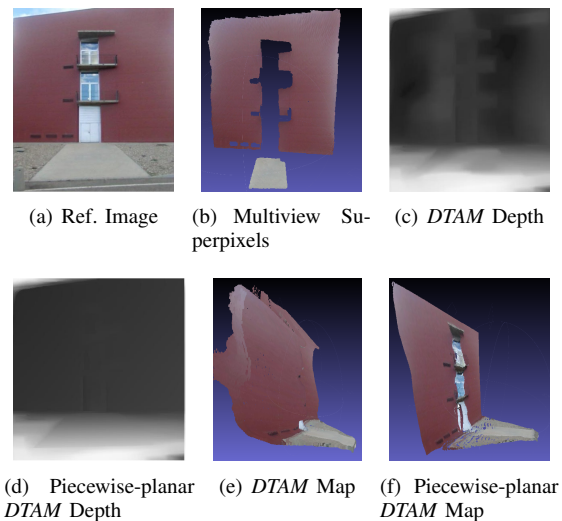 (a) Ref. Image
(b) Multiview Su-
perpixels
(c) DTAM Depth
(d) Piecewise-planar
DTAM Depth
(e) DTAM Map
(f) Piecewise-planar
DTAM Map